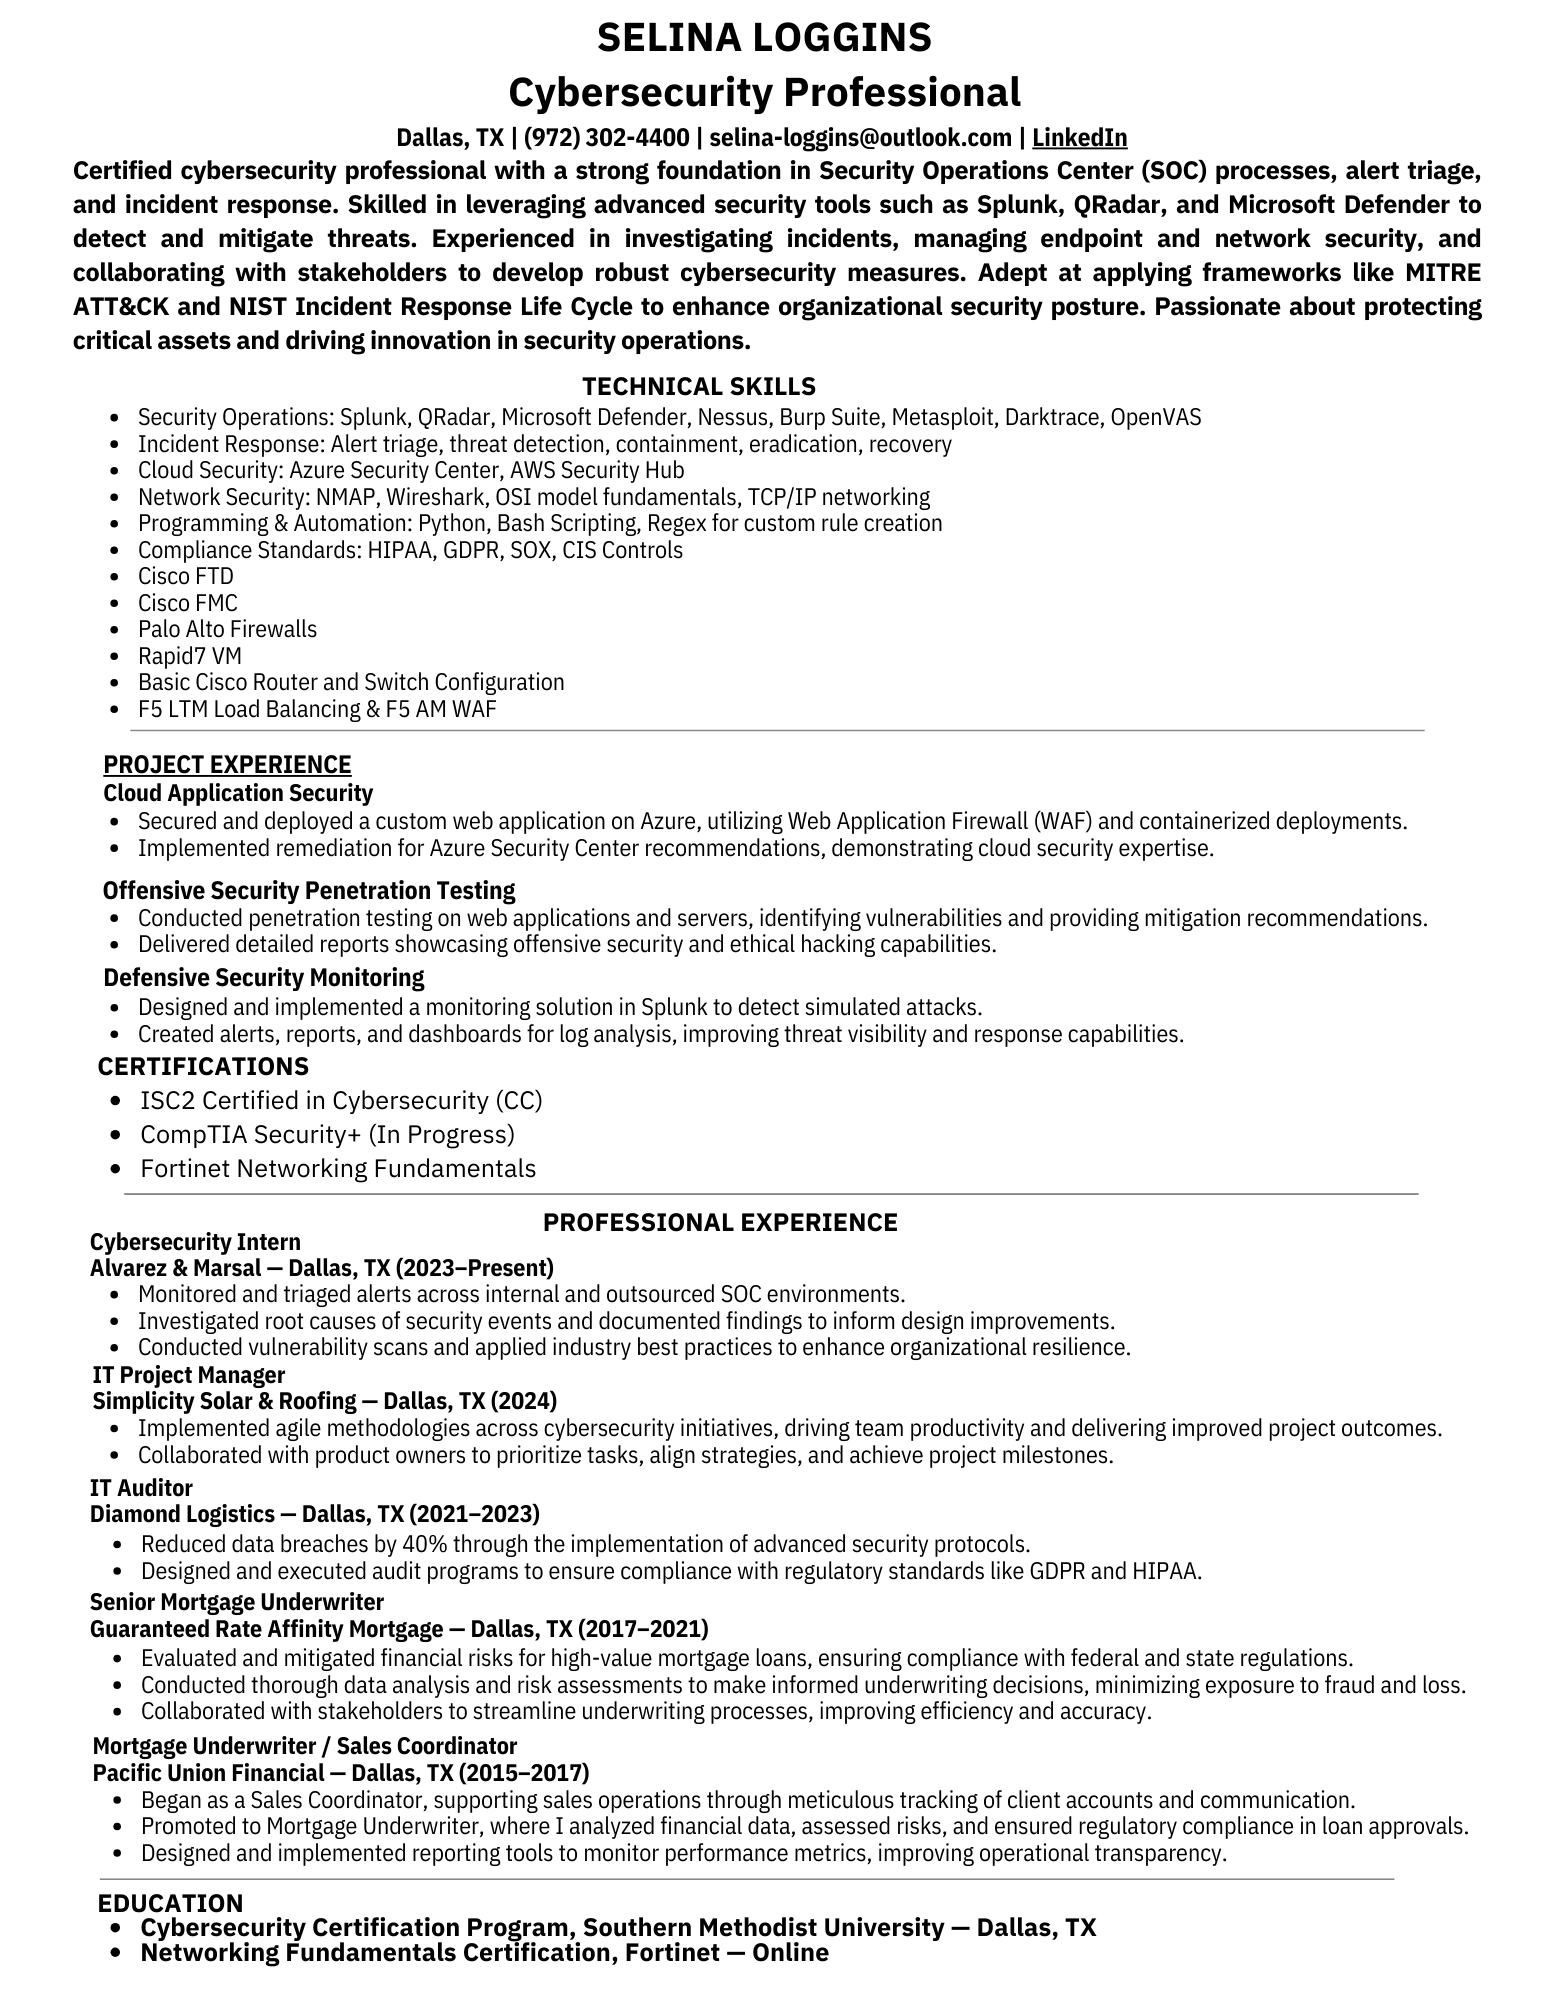 SELINA LOGGINS
Cybersecurity Professional
Dallas, TX | (972) 302-4400 | selina-loggins@outlook.com | LinkedIn
Certified cybersecurity professional with a strong foundation in Security Operations Center (SOC) processes, alert triage,
and incident response. Skilled in leveraging advanced security tools such as Splunk, QRadar, and Microsoft Defender to
detect and mitigate threats. Experienced in investigating incidents, managing endpoint and network security, and
collaborating with stakeholders to develop robust cybersecurity measures. Adept at applying frameworks like MITRE
ATT&CK and NIST Incident Response Life Cycle to enhance organizational security posture. Passionate about protecting
critical assets and driving innovation in security operations.
TECHNICAL SKILLS
• Security Operations: Splunk, QRadar, Microsoft Defender, Nessus, Burp Suite, Metasploit, Darktrace, OpenVAS
• Incident Response: Alert triage, threat detection, containment, eradication, recovery
• Cloud Security: Azure Security Center, AWS Security Hub
• Network Security: NMAP, Wireshark, OSI model fundamentals, TCP/IP networking
• Programming & Automation: Python, Bash Scripting, Regex for custom rule creation
• Compliance Standards: HIPAA, GDPR, SOX, CIS Controls
• Cisco FTD
• Cisco FMC
• Palo Alto Firewalls
• Rapid7 VM
• Basic Cisco Router and Switch Configuration
• F5 LTM Load Balancing & F5 AM WAF
PROJECT EXPERIENCE
Cloud Application Security
• Secured and deployed a custom web application on Azure, utilizing Web Application Firewall (WAF) and containerized deployments.
• Implemented remediation for Azure Security Center recommendations, demonstrating cloud security expertise.
Offensive Security Penetration Testing
• Conducted penetration testing on web applications and servers, identifying vulnerabilities and providing mitigation recommendations.
• Delivered detailed reports showcasing offensive security and ethical hacking capabilities.
Defensive Security Monitoring
• Designed and implemented a monitoring solution in Splunk to detect simulated attacks.
• Created alerts, reports, and dashboards for log analysis, improving threat visibility and response capabilities.
CERTIFICATIONS
• ISC2 Certified in Cybersecurity (CC)
• CompTIA Security+ (In Progress)
• Fortinet Networking Fundamentals
PROFESSIONAL EXPERIENCE
Cybersecurity Intern
Alvarez & Marsal — Dallas, TX (2023–Present)
• Monitored and triaged alerts across internal and outsourced SOC environments.
• Investigated root causes of security events and documented findings to inform design improvements.
• Conducted vulnerability scans and applied industry best practices to enhance organizational resilience.
IT Project Manager
Simplicity Solar & Roofing — Dallas, TX (2024)
• Implemented agile methodologies across cybersecurity initiatives, driving team productivity and delivering improved project outcomes.
• Collaborated with product owners to prioritize tasks, align strategies, and achieve project milestones.
IT Auditor
Diamond Logistics — Dallas, TX (2021–2023)
• Reduced data breaches by 40% through the implementation of advanced security protocols.
• Designed and executed audit programs to ensure compliance with regulatory standards like GDPR and HIPAA.
Senior Mortgage Underwriter
Guaranteed Rate Affinity Mortgage — Dallas, TX (2017–2021)
• Evaluated and mitigated financial risks for high-value mortgage loans, ensuring compliance with federal and state regulations.
• Conducted thorough data analysis and risk assessments to make informed underwriting decisions, minimizing exposure to fraud and loss.
• Collaborated with stakeholders to streamline underwriting processes, improving efficiency and accuracy.
Mortgage Underwriter / Sales Coordinator
Pacific Union Financial — Dallas, TX (2015–2017)
• Began as a Sales Coordinator, supporting sales operations through meticulous tracking of client accounts and communication.
• Promoted to Mortgage Underwriter, where I analyzed financial data, assessed risks, and ensured regulatory compliance in loan approvals.
• Designed and implemented reporting tools to monitor performance metrics, improving operational transparency.
EDUCATION
• Cybersecurity Certification Program, Southern Methodist University — Dallas, TX
• Networking Fundamentals Certification, Fortinet — Online